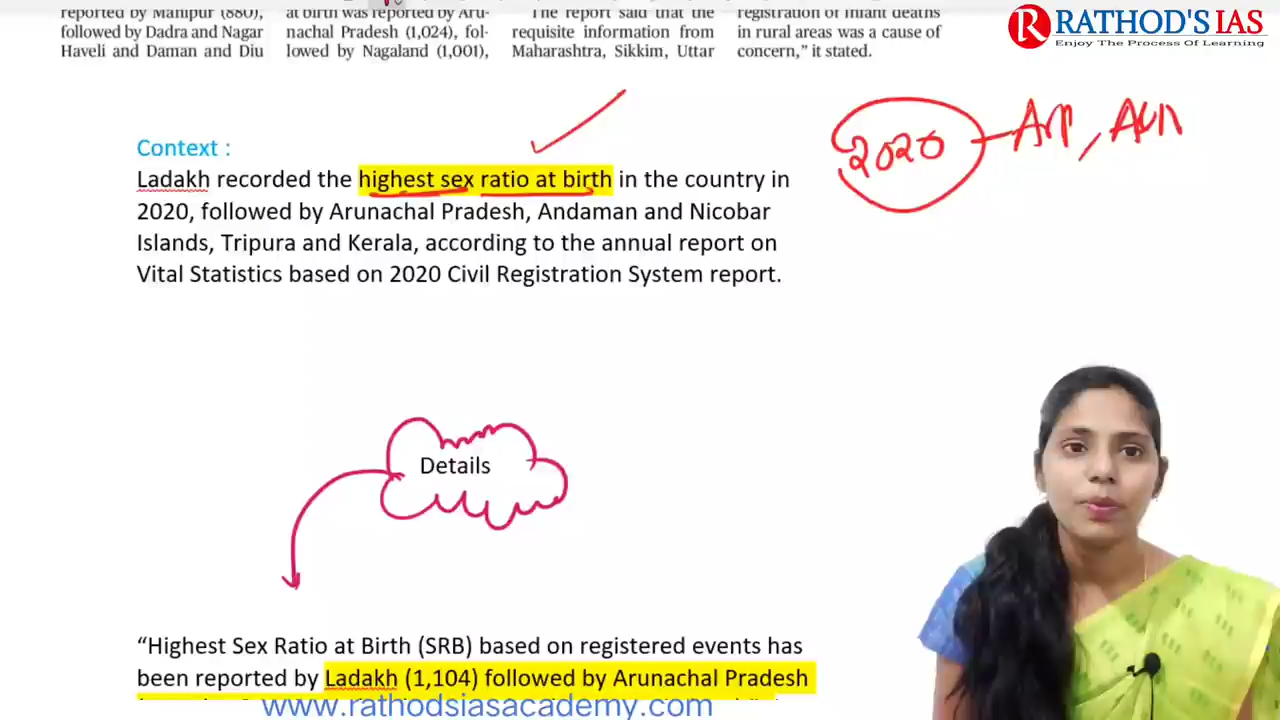 reported by Manipur (880),
followed by Dadra and Nagar
Haveli and Daman and Diu
at birth was reported by Aru-
nachal Pradesh (1,024), fol-
lowed by Nagaland (1,001),
The report said that the
requisite information from
Maharashtra, Sikkim, Uttar
registration of infant deaths
in rural areas was a cause of
concern,” it stated.
RATHOD'S IAS
Enjoy The Process Of Learning
2020
Context :
Ladakh recorded the highest sex ratio at birth in the country in
2020, followed by Arunachal Pradesh, Andaman and Nicobar
Islands, Tripura and Kerala, according to the annual report on
Vital Statistics based on 2020 Civil Registration System report.
Details
“Highest Sex Ratio at Birth (SRB) based on registered events has
been reported by Ladakh (1,104) followed by Arunachal Pradesh
www.rathodsiasacademy.com